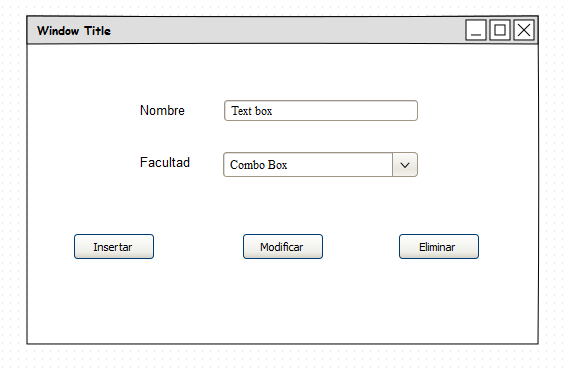 Window Title
Nombre Text box
Facultad Combo Box
Insertar Modificar Eliminar